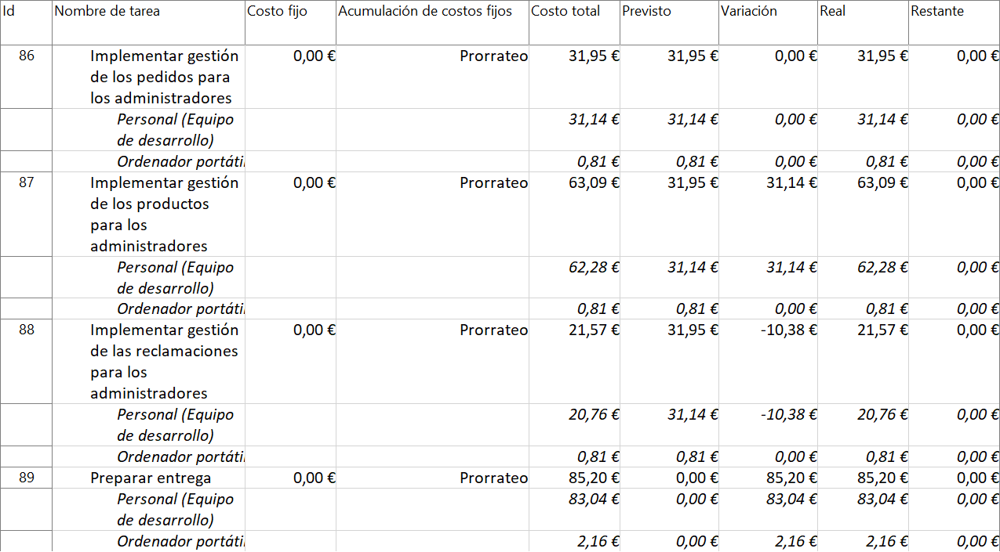 Id Nombre de tarea Costo fijo Acumulación de costos fijos Costo total Previsto Variación Real Restante
86 Implementar gestión 0,00 € Prorrateo 31,95 € 31,95 € 0,00 € 31,95 € 0,00 €
de los pedidos para
los administradores
Personal (Equipo 31,14 € 31,14 € 0,00 € 31,14 € 0,00 €
de desarrollo)
Ordenador portáti 0,81 € 0,81 € 0,00 € 0,81 € 0,00 €
87 Implementar gestión 0,00 € Prorrateo 63,09 € 31,95 € 31,14 € 63,09 € 0,00 €
de los productos
para los
administradores
Personal (Equipo 62,28 € 31,14 € 31,14 € 62,28 € 0,00 €
de desarrollo)
Ordenador portáti 0,81 € 0,81 € 0,00 € 0,81 € 0,00 €
88 Implementar gestión 0,00 € Prorrateo 21,57 € 31,95 € -10,38 € 21,57 € 0,00 €
de las reclamaciones
para los
administradores
Personal (Equipo 20,76 € 31,14 € -10,38 € 20,76 € 0,00 €
de desarrollo)
Ordenador portáti 0,81 € 0,81 € 0,00 € 0,81 € 0,00 €
89 Preparar entrega 0,00 € Prorrateo 85,20 € 0,00 € 85,20 € 85,20 € 0,00 €
Personal (Equipo 83,04 € 0,00 € 83,04 € 83,04 € 0,00 €
de desarrollo)
Ordenador portáti 2,16 € 0,00 € 2,16 € 2,16 € 0,00 €